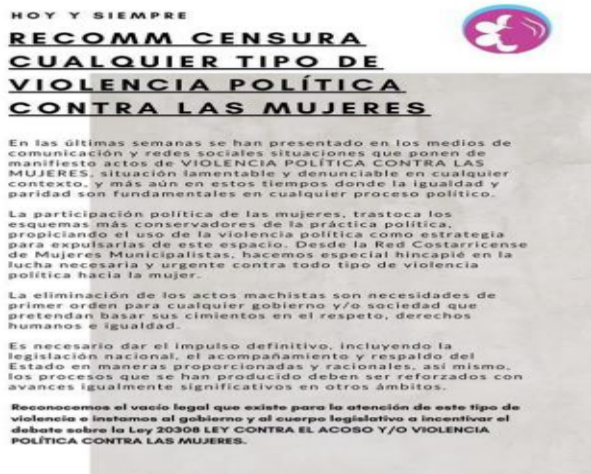 HOY Y SIEMPRE
RECOMM CENSURA
CUALQUIER TIPO DE
VIOLENCIA POLÍTICA
CONTRA LAS MUJERES
En las últimas semanas se han presentado en los medios de
comunicación y redes sociales situaciones que ponen de
manifiesto actos de VIOLENCIA POLÍTICA CONTRA LAS
MUJERES, situación lamentable y denunciable en cualquier
contexto, y más aún en estos tiempos donde la igualdad y
paridad son fundamentales en cualquier proceso político.
La participación política de las mujeres, trastoca los
esquemas más conservadores de la práctica política,
propiciando el uso de la violencia política como estrategia
para expulsarlas de este espacio. Desde la Red Costarricense
de Mujeres Municipalistas, hacemos especial hincapié en la
lucha necesaria y urgente contra todo tipo de violencia
política hacia la mujer.
La eliminación de los actos machistas son necesidades de
primer orden para cualquier gobierno y/o sociedad que
pretendan basar sus cimientos en el respeto, derechos
humanos e igualdad.
Es necesario dar el impulso definitivo, incluyendo la
legislación nacional, el acompañamiento y respaldo del
Estado en maneras proporcionadas y racionales, así mismo,
los procesos que se han producido deben ser reforzados con
avances igualmente significativos en otro ámbitos.
Reconocemos el vacío legal que existe para la atención de este tipo de
violencia e instamos al gobierno y al cuerpo legislativo a incentivar el
debate sobre la Ley 20308 LEY CONTRA EL ACOSO Y/O VIOLENCIA
POLÍTICA CONTRA LAS MUJERES.